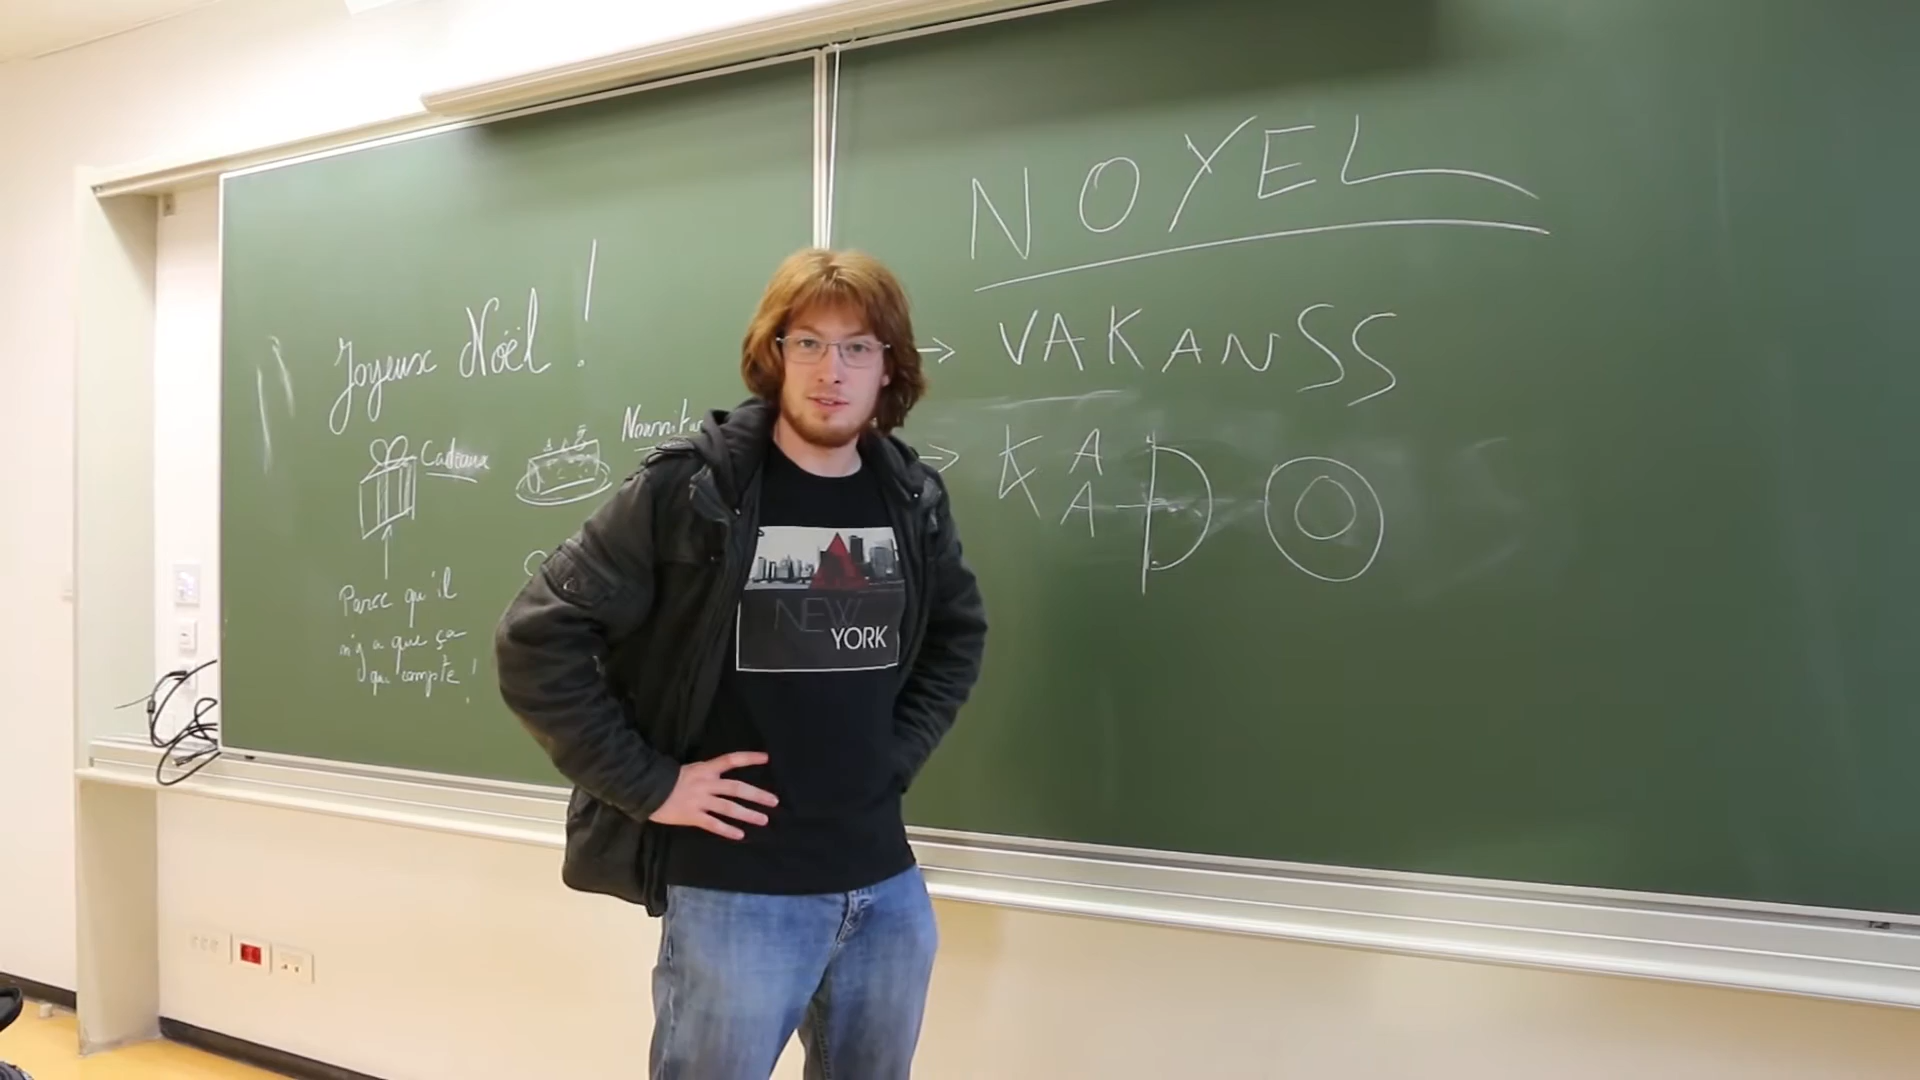 Joyeux Noël !
Cadeaux
Parce qu'il
n'y a que ça
qui compte !
NOYEL
→ VAKANSS
→ KADO
NEW
YORK